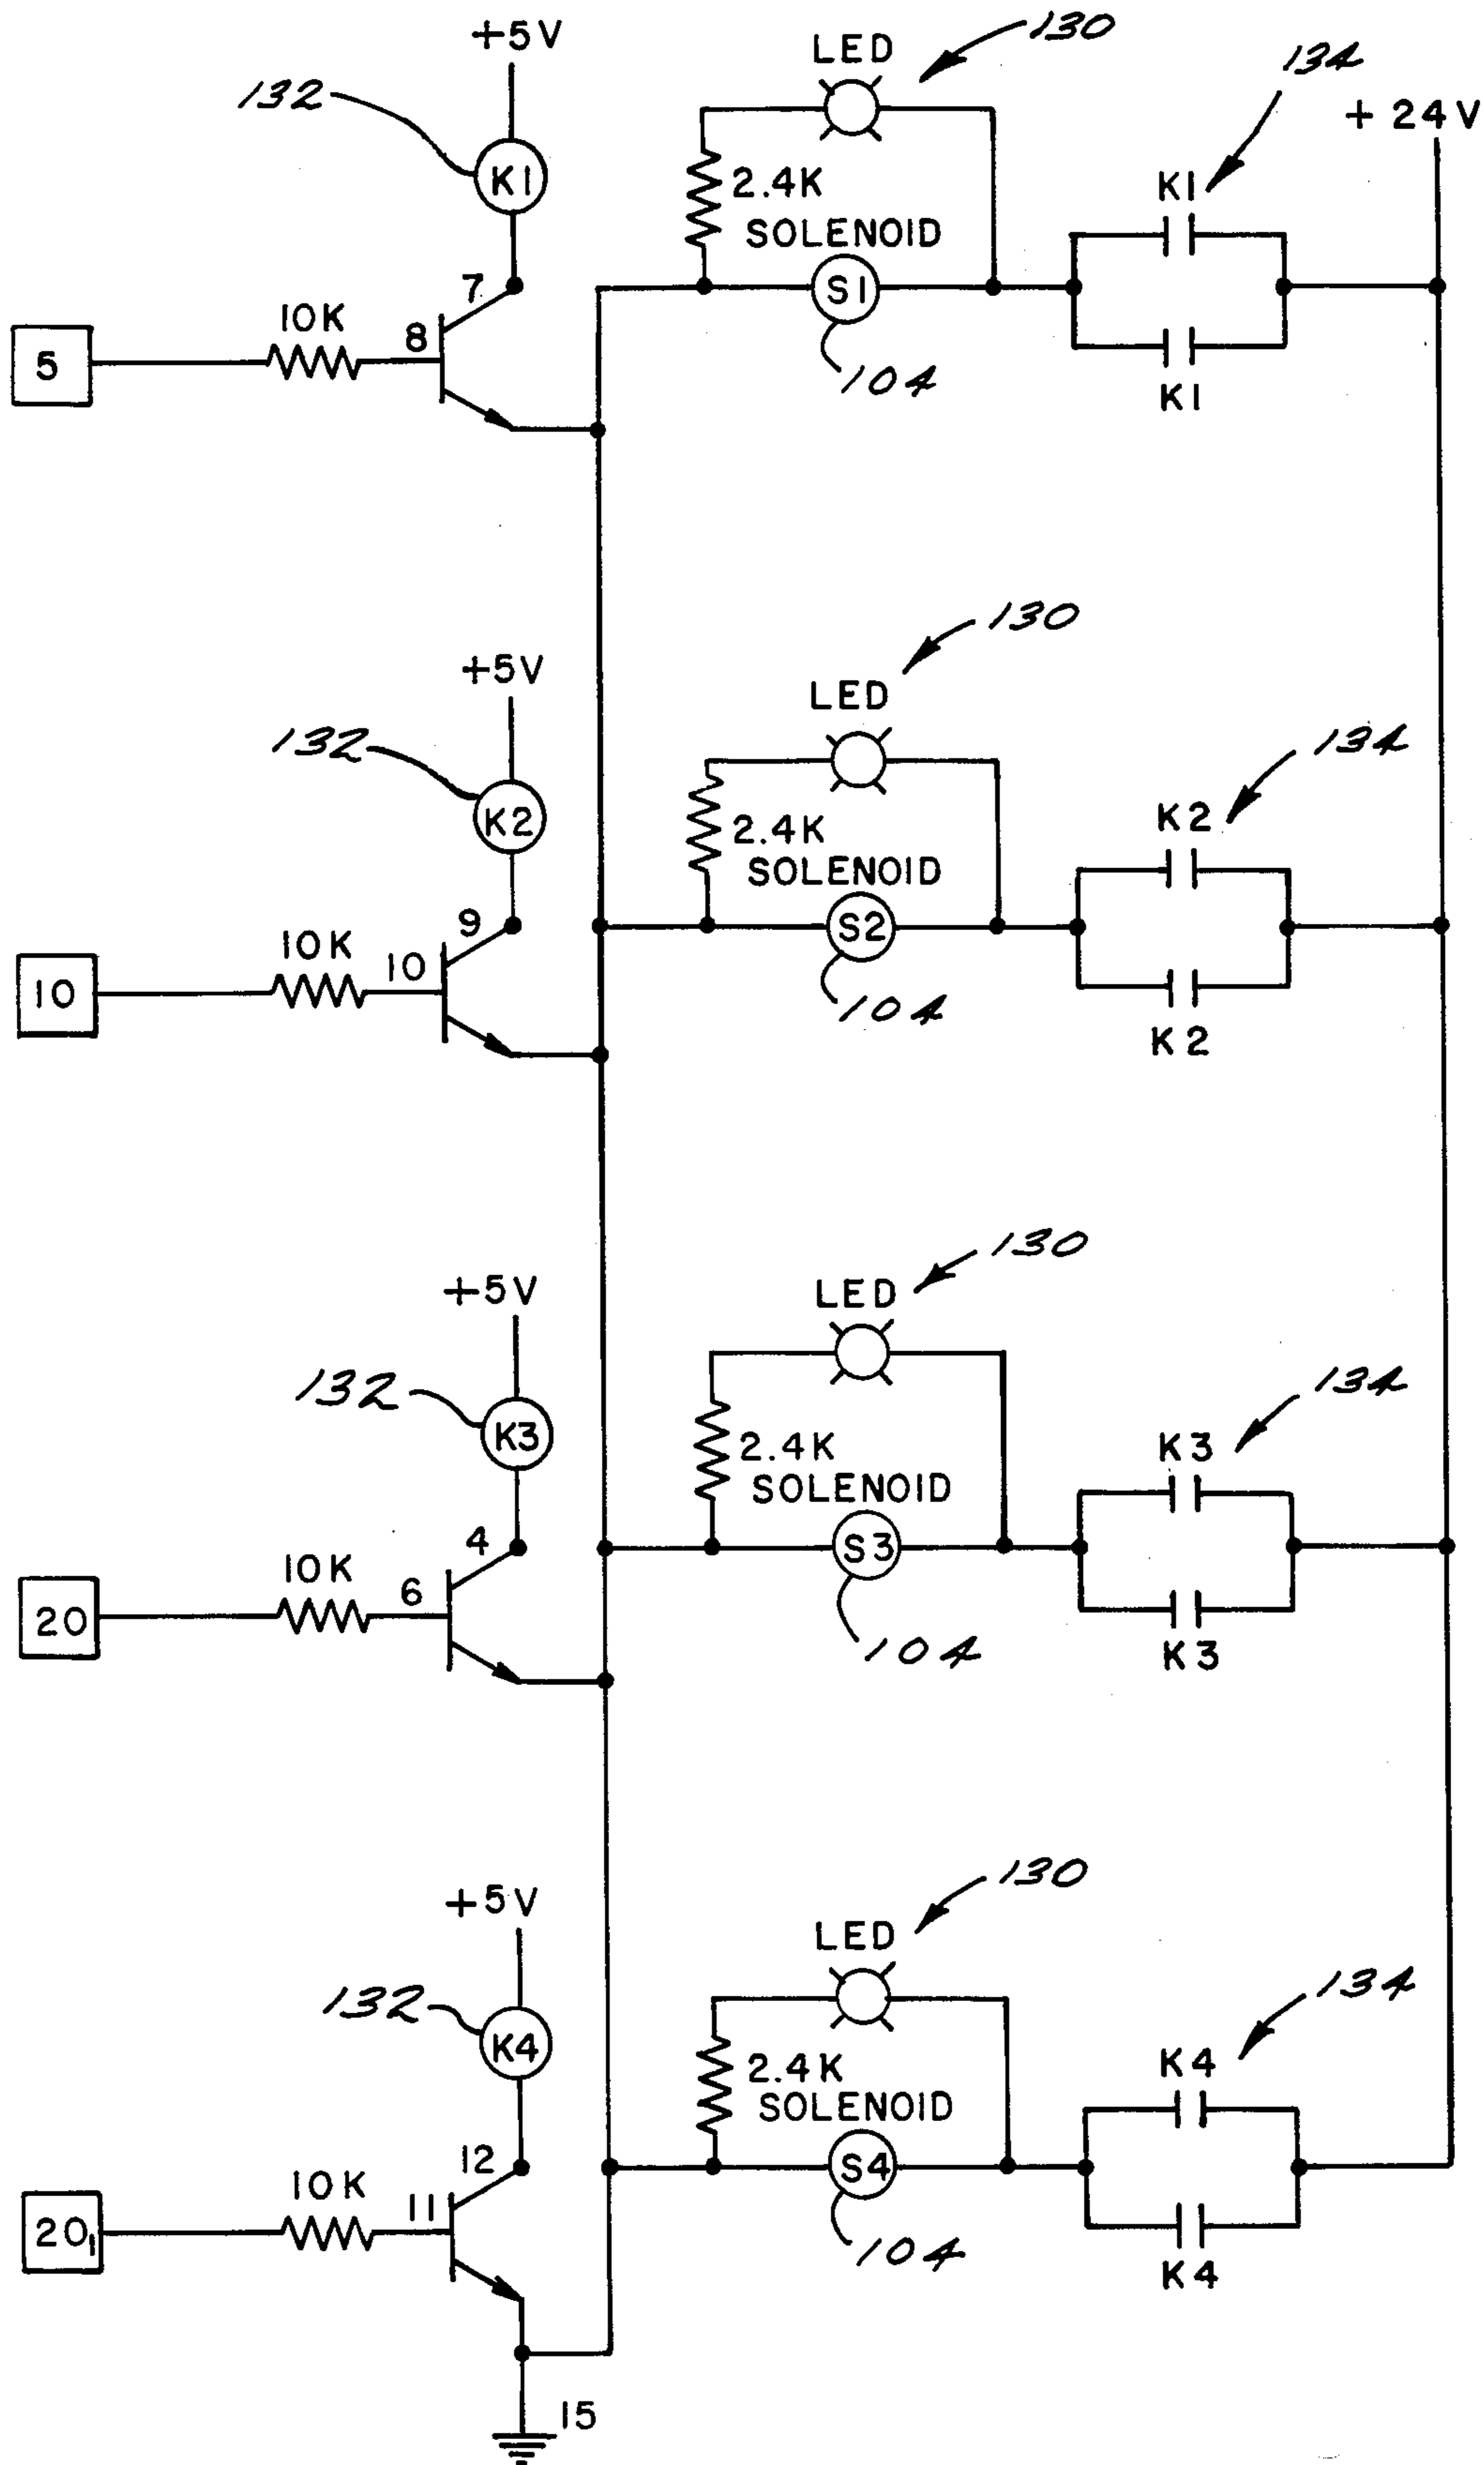 +5V
LED
130
132
134
+ 24V
K1
2.4K
K1
SOLENOID
7
S1
10K
8
5
104
K1
130
+5V
LED
132
134
K2
2.4K
K2
SOLENOID
9
S2
10K
10
10
104
K2
130
+5V
LED
132
134
K3
2.4K
K3
SOLENOID
4
S3
10K
6
20
104
K3
130
+5V
LED
132
134
K4
2.4K
K4
SOLENOID
12
S4
10K
11
20₁
104
K4
15